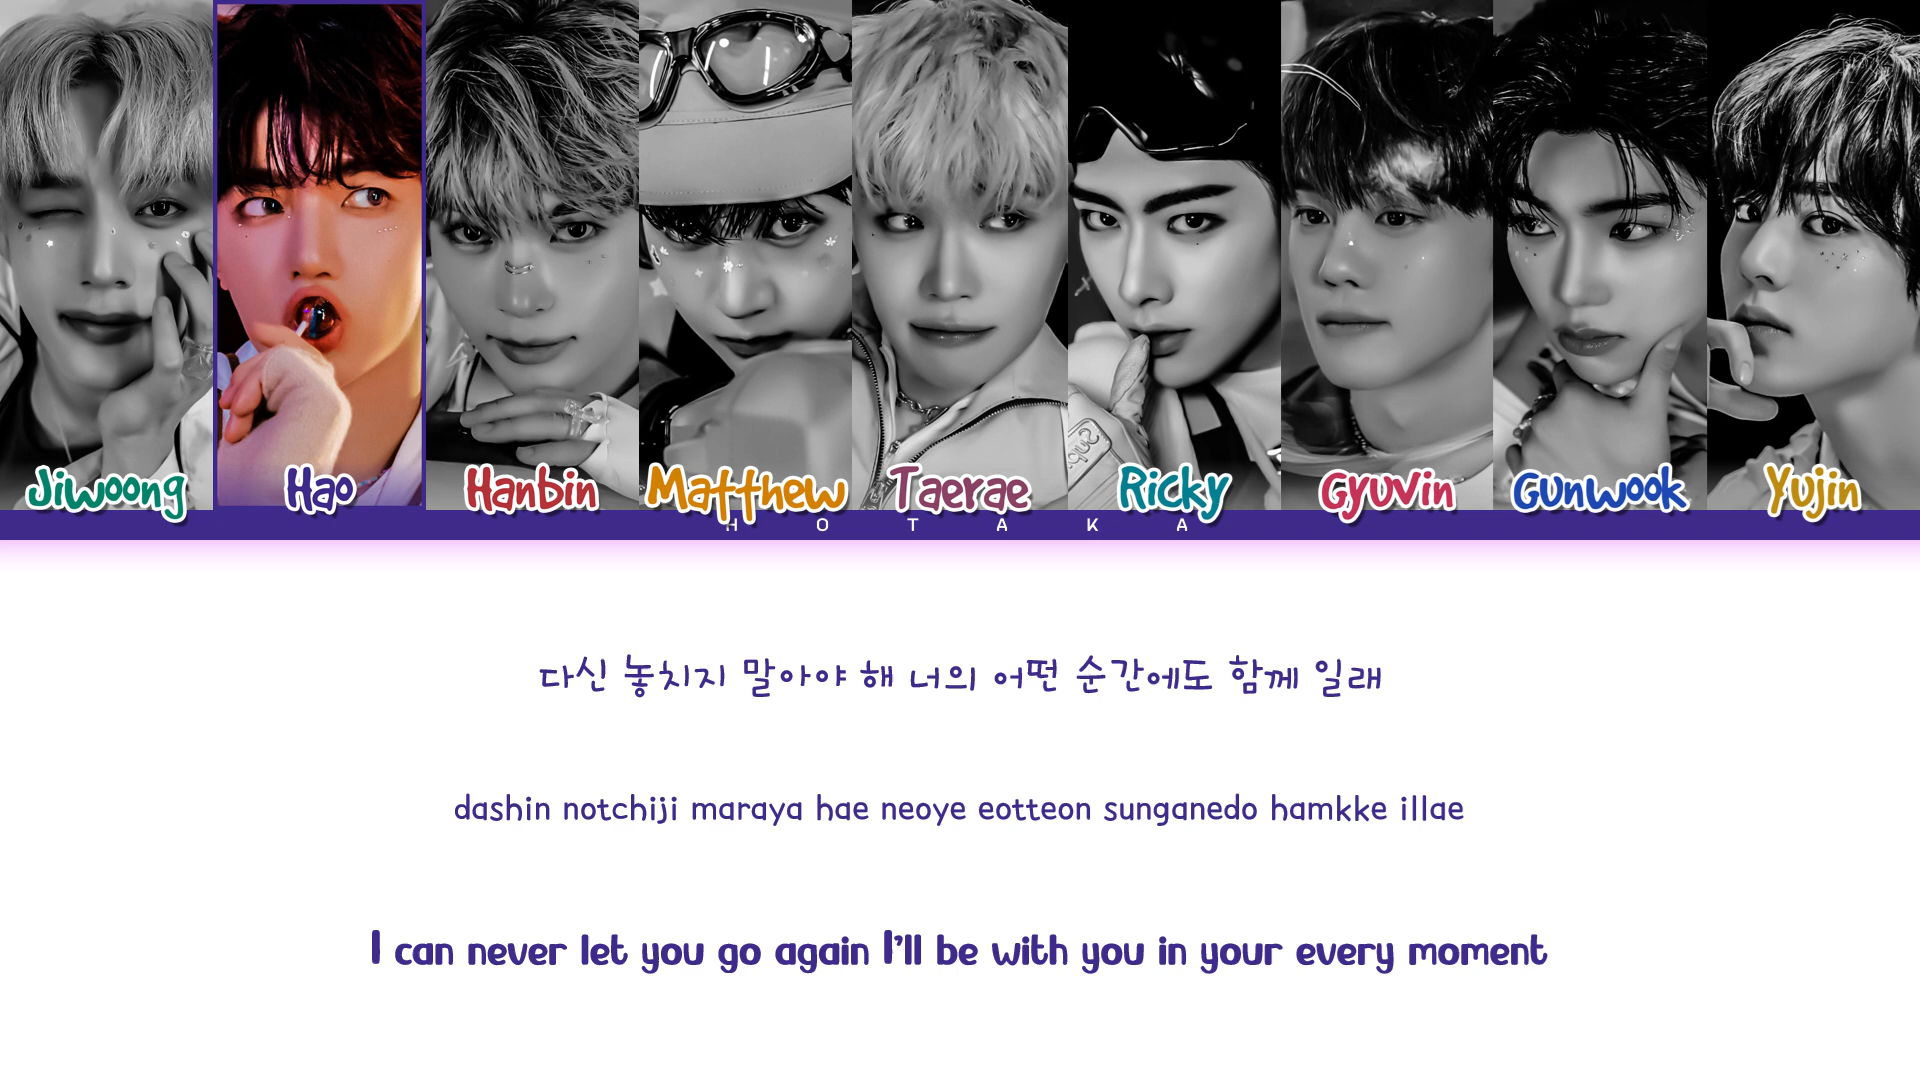 Jiwoong Hao Hanbin Matthew Taerae Ricky Gyuvin Gunwook Yujin
H O T A K A
다신 놓치지 말아야 해 너의 어떤 순간에도 함께 일래
dashin notchiji maraya hae neoye eotteon sunganedo hamkke illae
I can never let you go again I'll be with you in your every moment